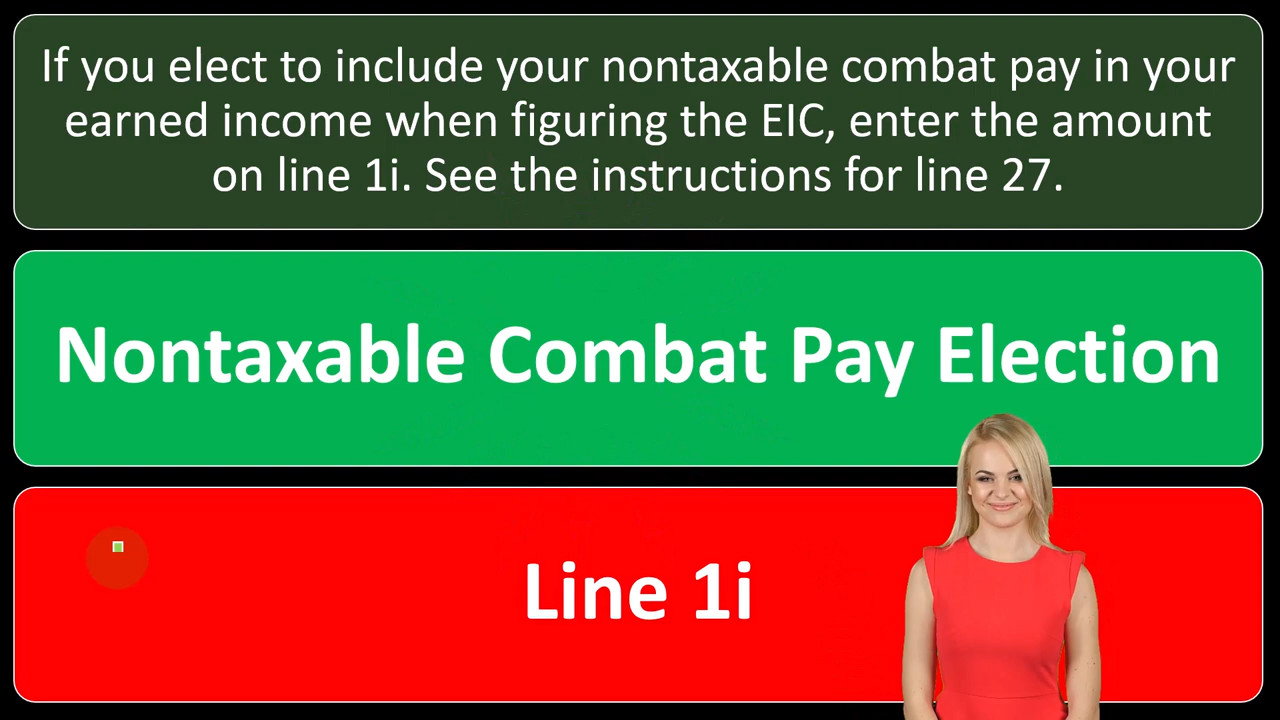 If you elect to include your nontaxable combat pay in your
earned income when figuring the EIC, enter the amount
on line 1i. See the instructions for line 27.
Nontaxable Combat Pay Election
Line 1i